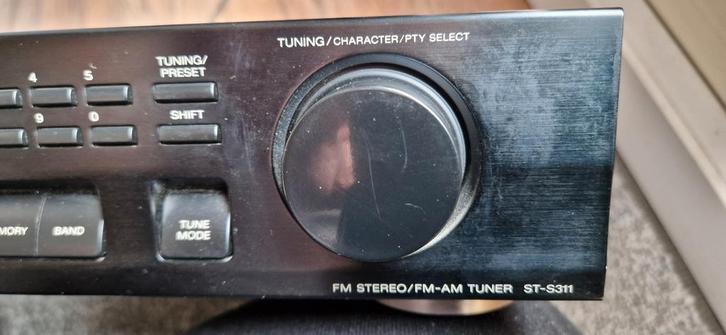 TUNING/CHARACTER/PTY SELECT
TUNING/
PRESET
4 5
SHIFT
9 0
MORY BAND
TUNE
MODE
FM STEREO/FM-AM TUNER ST-S311